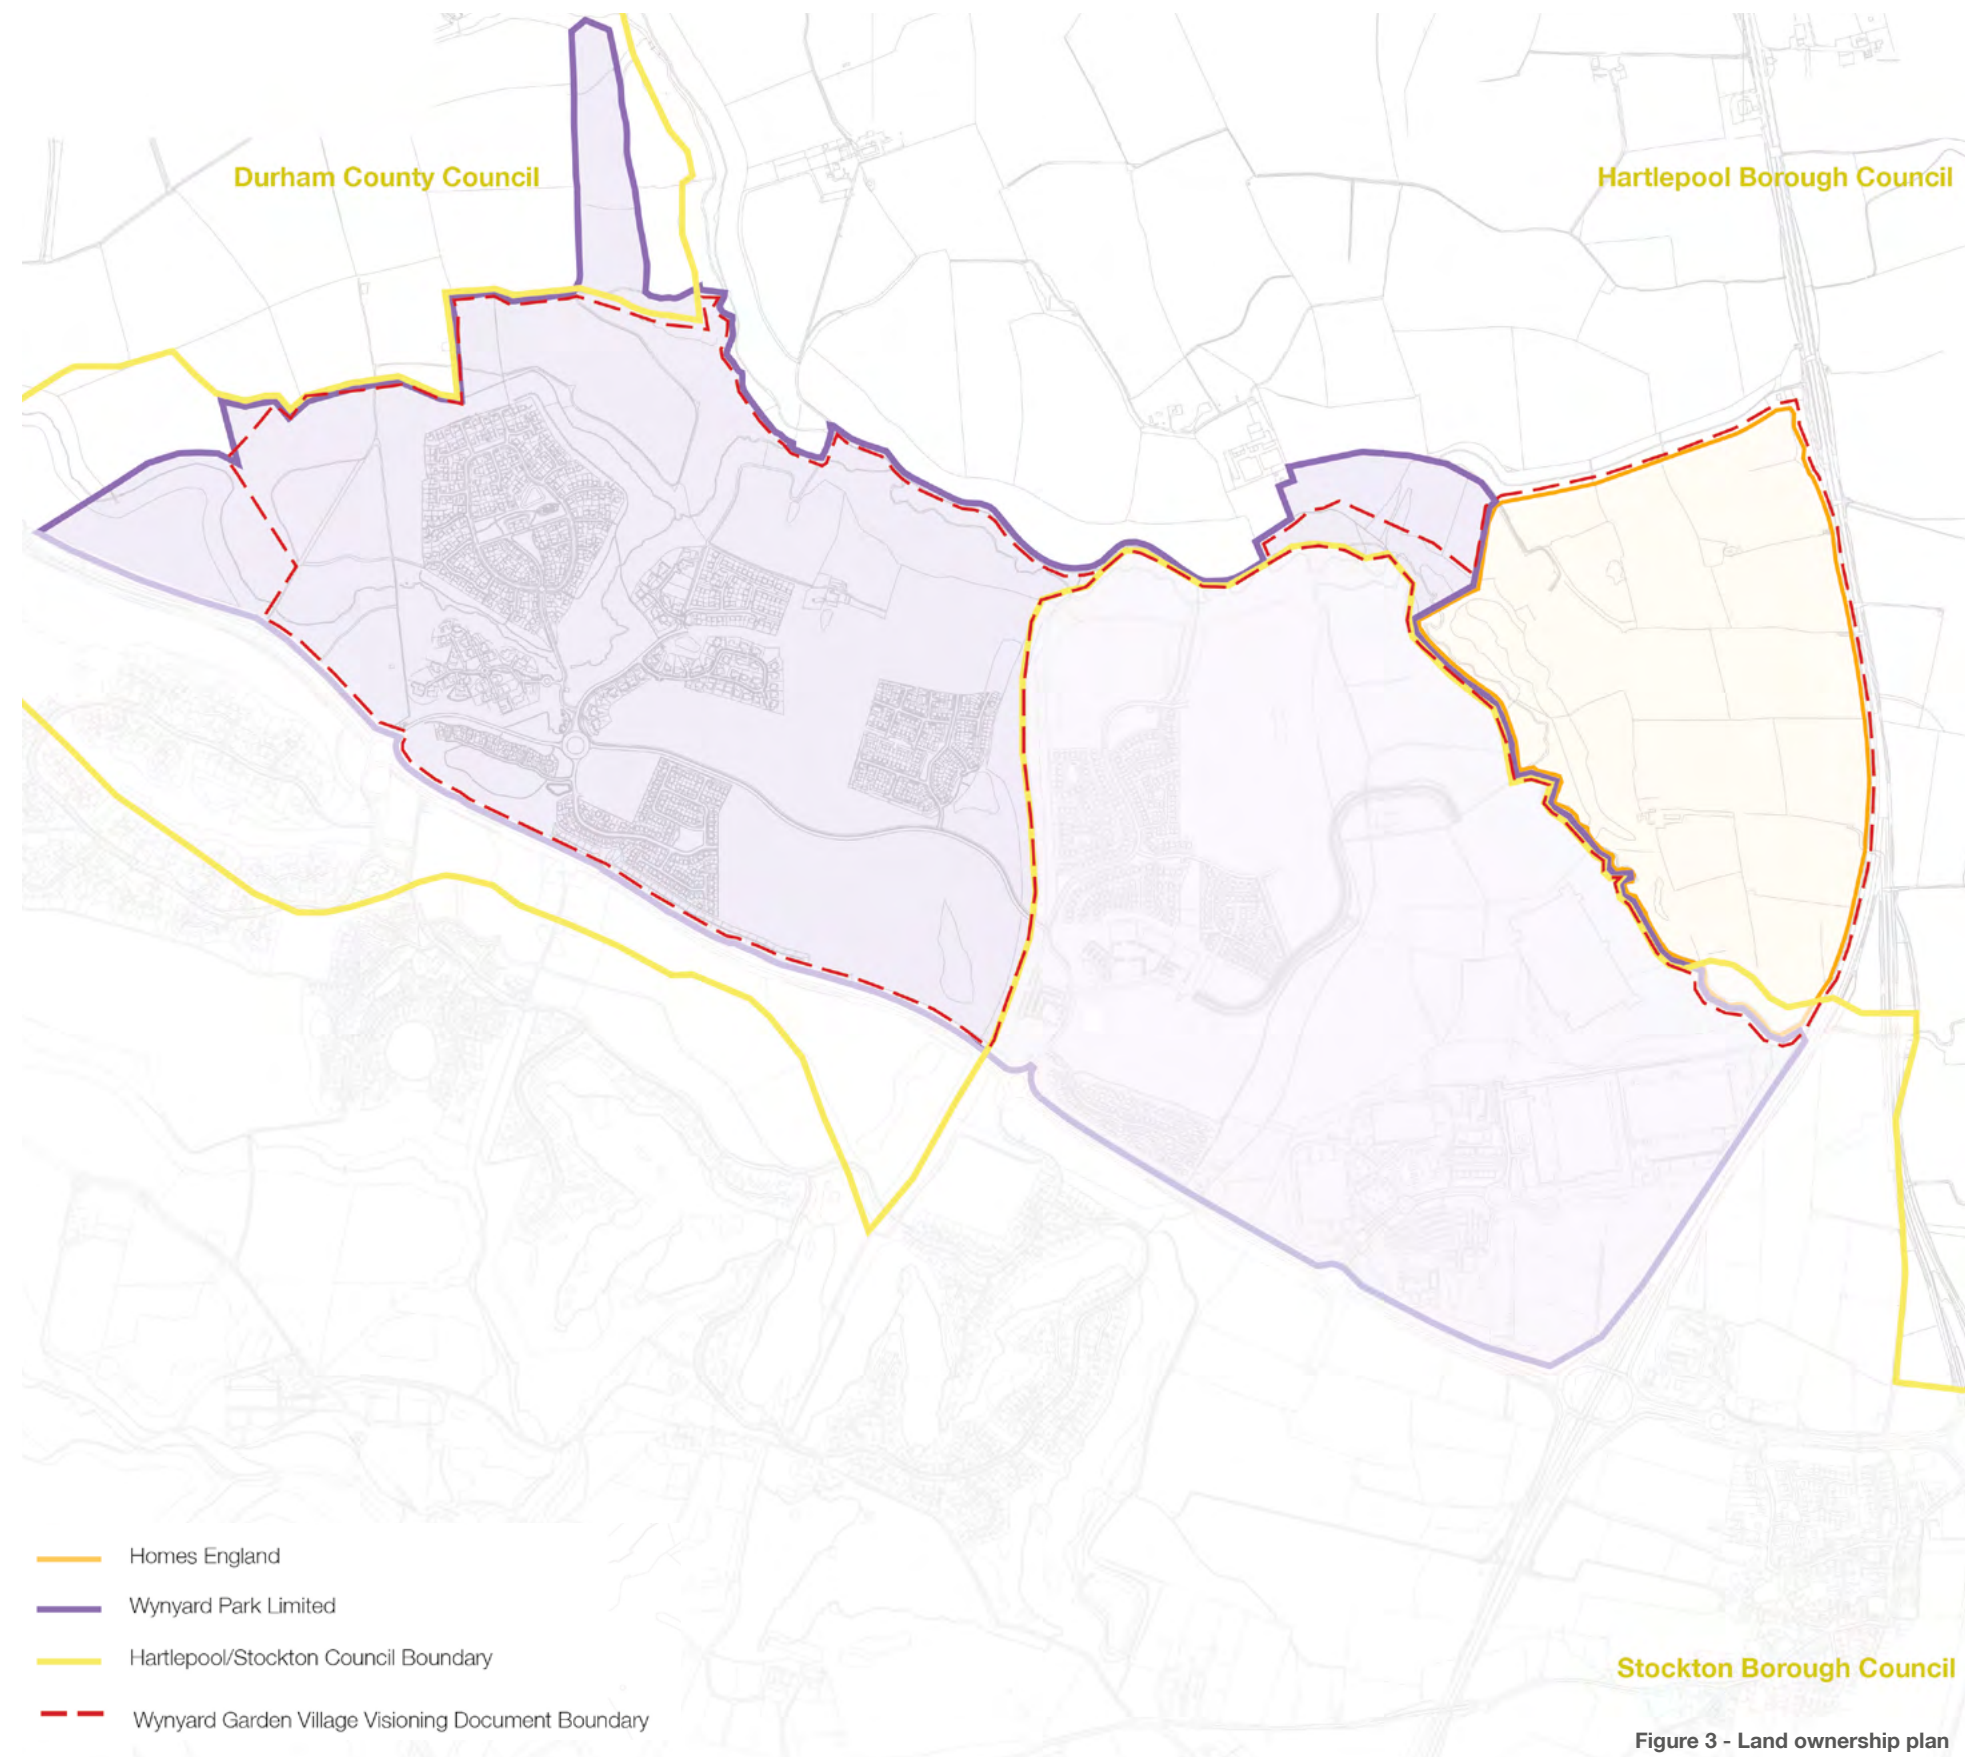 Durham County Council
Hartlepool Borough Council
Homes England
Wynyard Park Limited
Hartlepool/Stockton Council Boundary
Wynyard Garden Village Visioning Document Boundary
Stockton Borough Council
Figure 3 - Land ownership plan